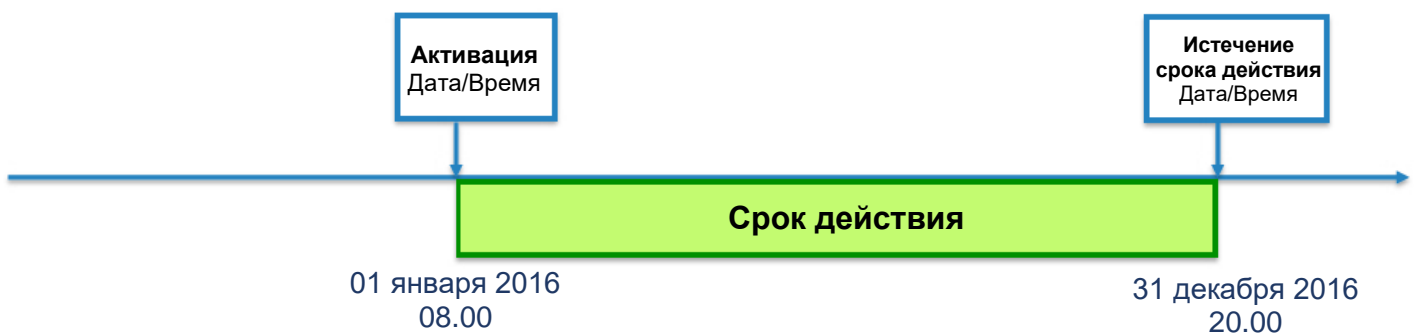 Активация
Дата/Время
Истечение
срока действия
Дата/Время
Срок действия
01 января 2016
08.00
31 декабря 2016
20.00